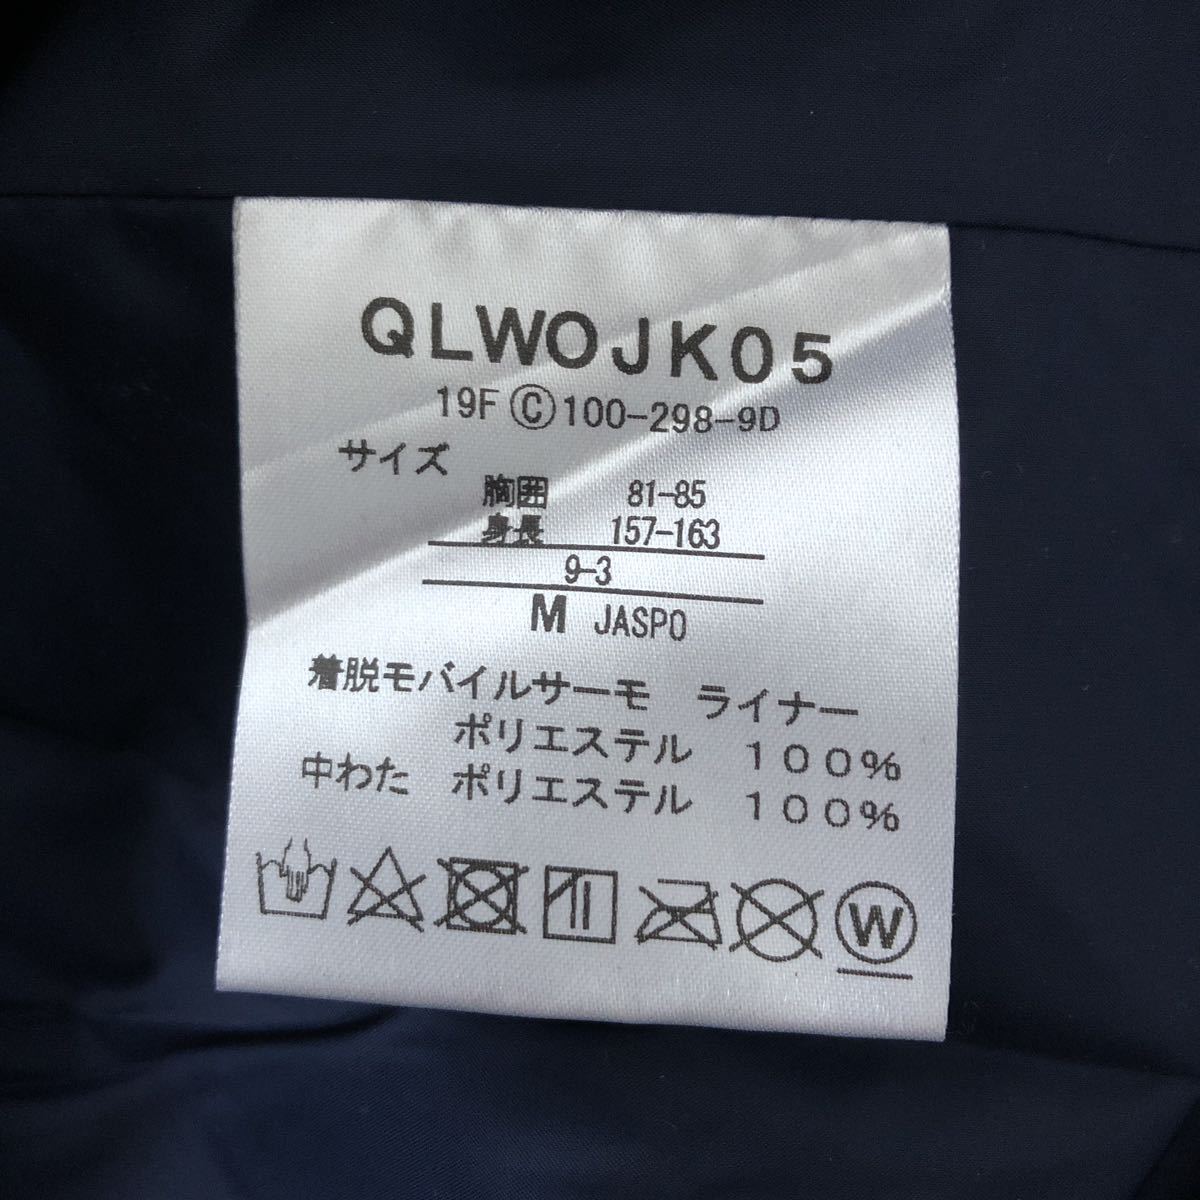 QLWOJK05
19F Ⓒ100-298-9D
サイズ
胸囲 81-85
身長 157-163
9-3
M JASPO
着脱モバイルサーモ ライナー
ポリエステル 100%
中わた ポリエステル 100%
W